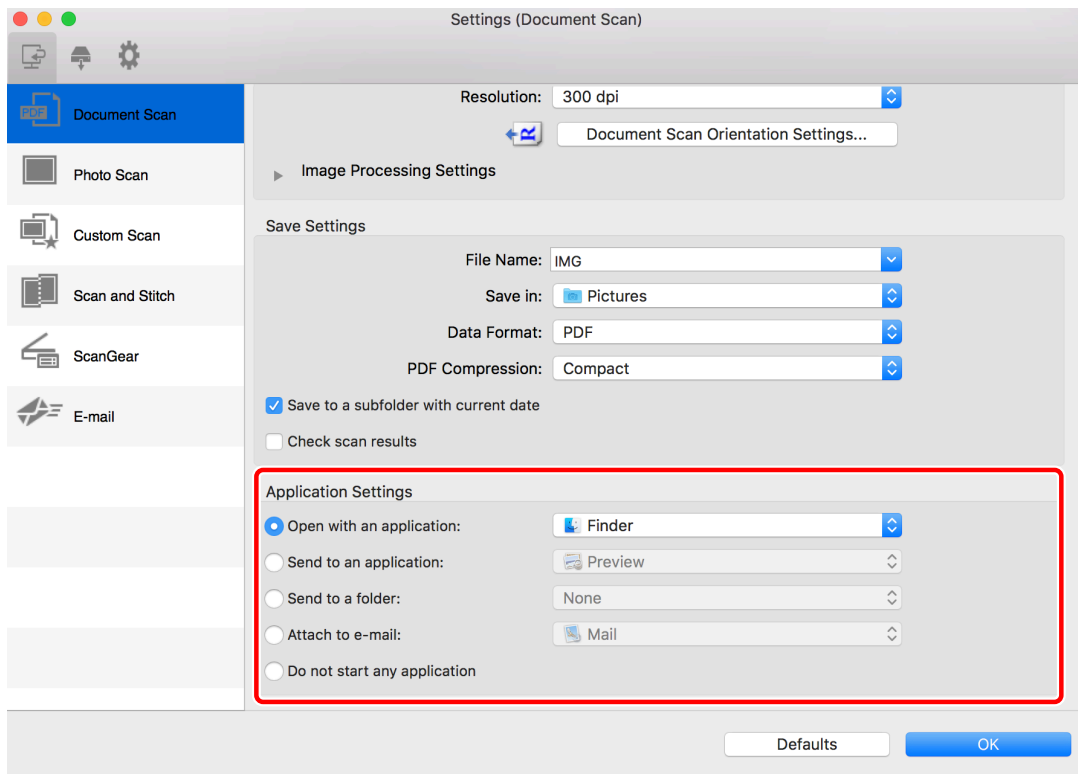 Settings (Document Scan)
PDF Document Scan
Photo Scan
Custom Scan
Scan and Stitch
ScanGear
E-mail
Resolution: 300 dpi
R Document Scan Orientation Settings...
Image Processing Settings
Save Settings
File Name: IMG
Save in: Pictures
Data Format: PDF
PDF Compression: Compact
Save to a subfolder with current date
Check scan results
Application Settings
Open with an application: Finder
Send to an application: Preview
Send to a folder: None
Attach to e-mail: Mail
Do not start any application
Defaults OK